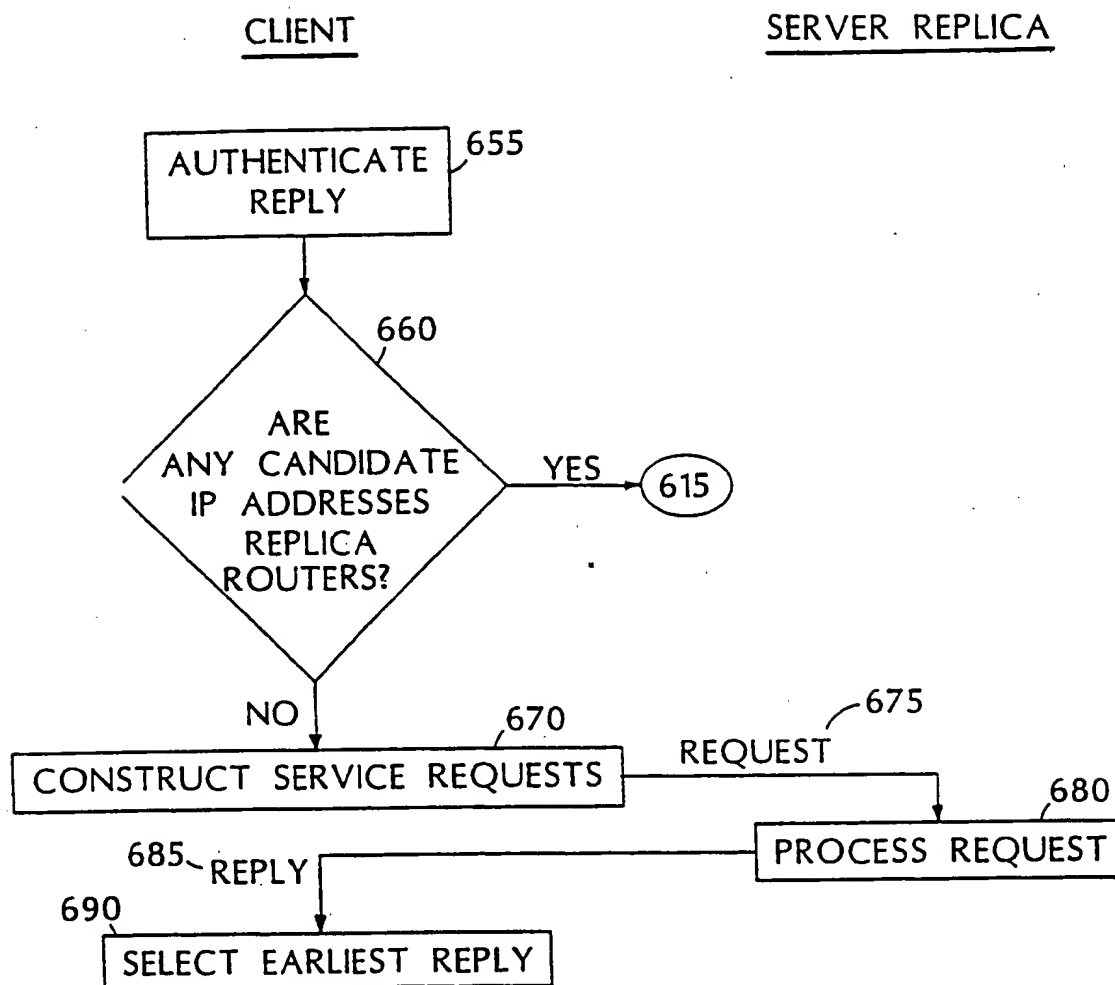 CLIENT
SERVER REPLICA
AUTHENTICATE
REPLY
655
660
ARE
ANY CANDIDATE
IP ADDRESSES
REPLICA
ROUTERS?
YES
615
NO
670
CONSTRUCT SERVICE REQUESTS
675
REQUEST
680
PROCESS REQUEST
685
REPLY
690
SELECT EARLIEST REPLY